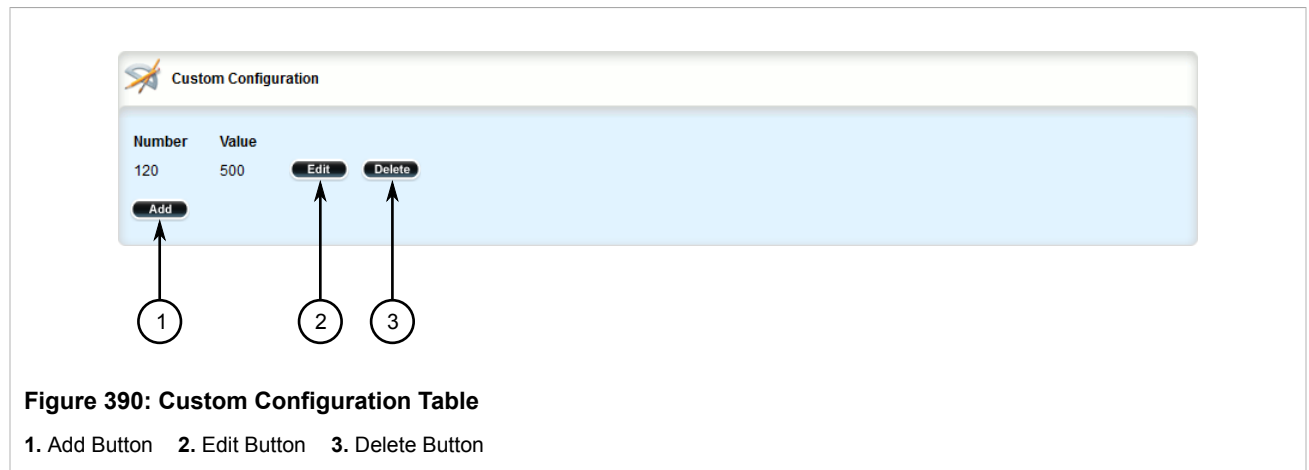 Custom Configuration
Number Value
120 500 Edit Delete
Add
1 2 3
Figure 390: Custom Configuration Table
1. Add Button 2. Edit Button 3. Delete Button